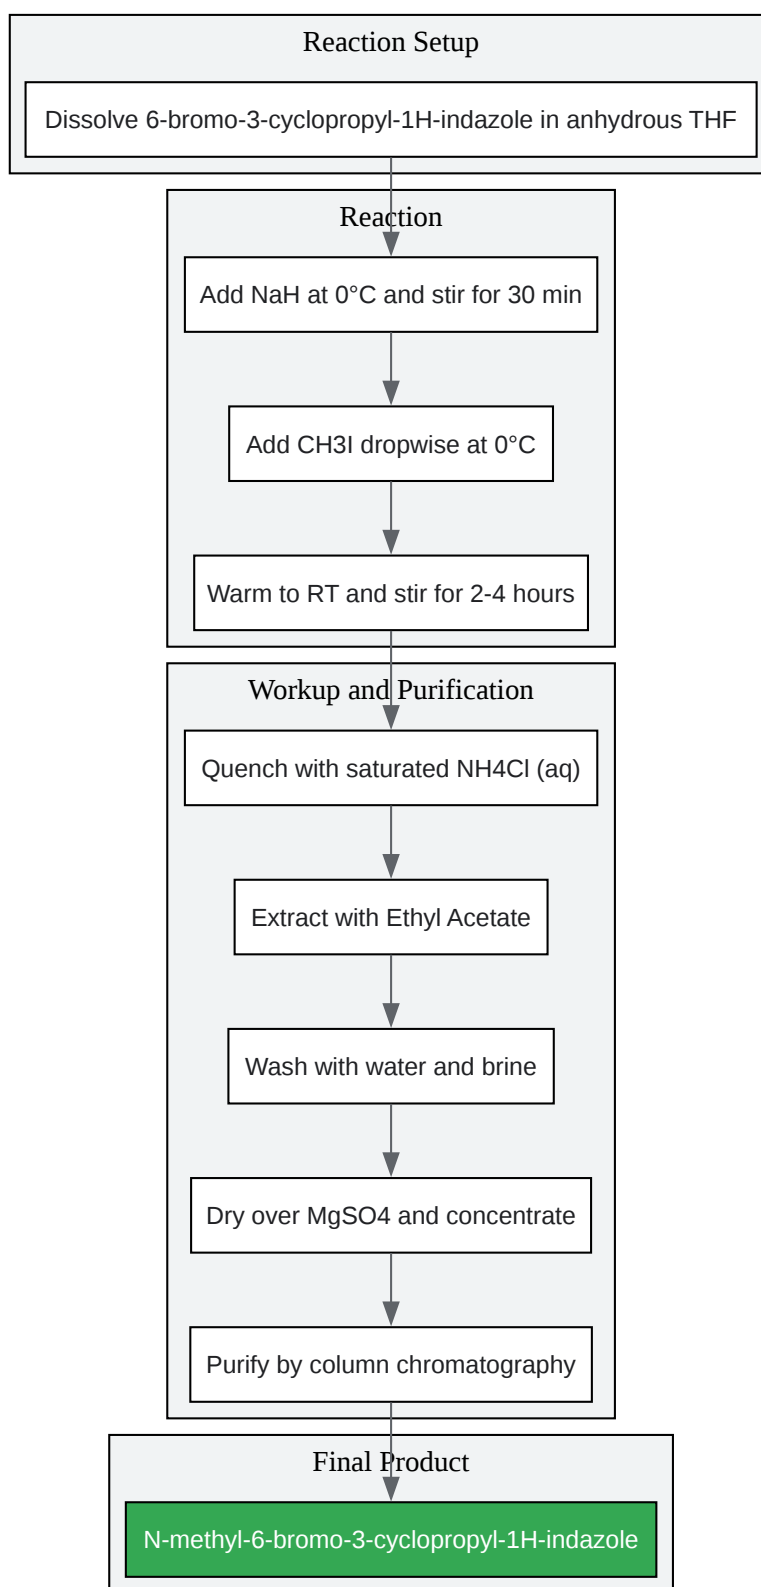 Reaction Setup
Dissolve 6-bromo-3-cyclopropyl-1H-indazole in anhydrous THF
Reaction
Add NaH at 0°C and stir for 30 min
Add CH3I dropwise at 0°C
Warm to RT and stir for 2-4 hours
Workup and Purification
Quench with saturated NH4Cl (aq)
Extract with Ethyl Acetate
Wash with water and brine
Dry over MgSO4 and concentrate
Purify by column chromatography
Final Product
N-methyl-6-bromo-3-cyclopropyl-1H-indazole